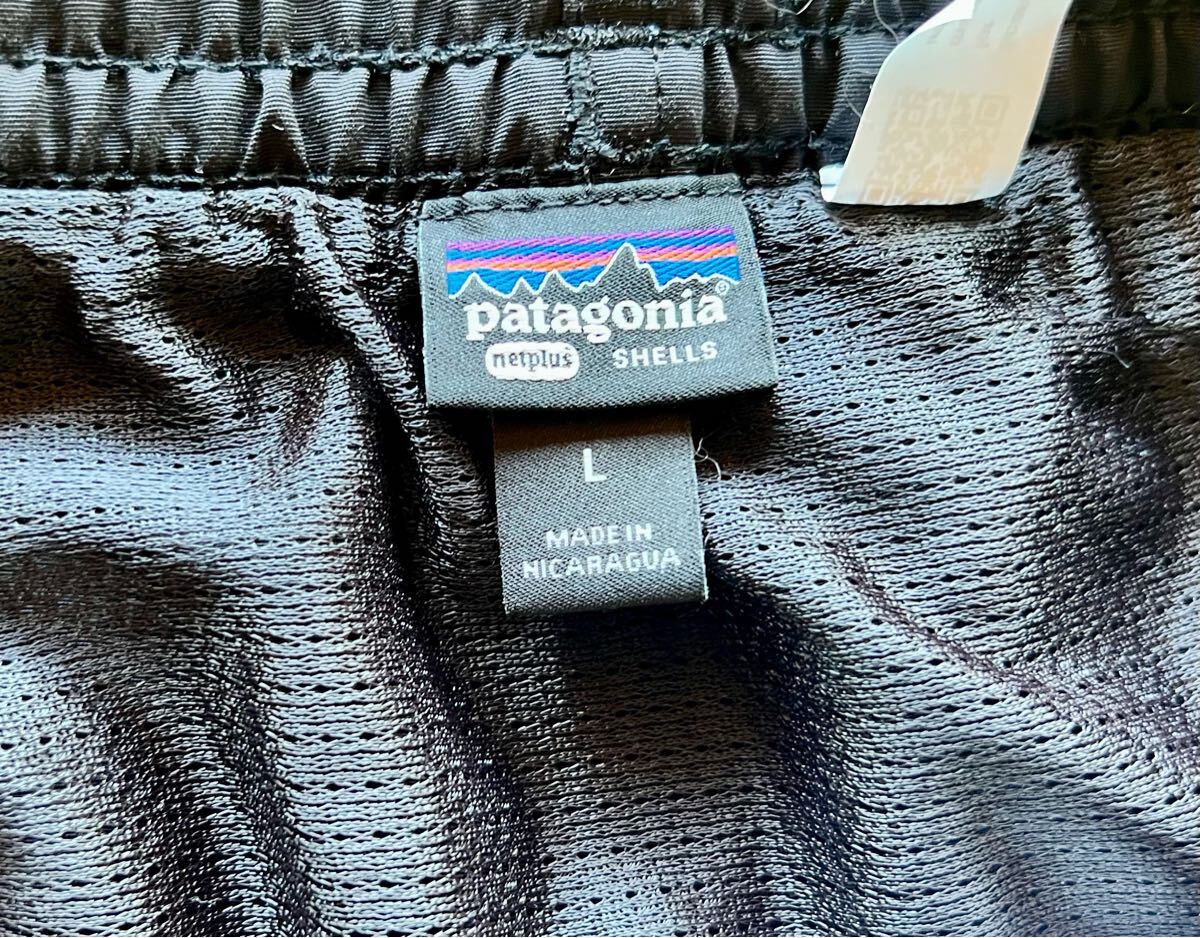 patagonia®
netplus
SHELLS
L
MADE IN
NICARAGUA